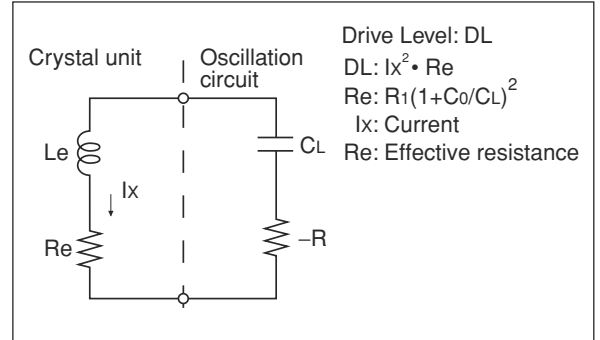 Crystal unit
Oscillation
circuit
Le
Ix
Re
CL
–R
Drive Level: DL
DL: Ix²• Re
Re: R1(1+C0/CL)²
Ix: Current
Re: Effective resistance